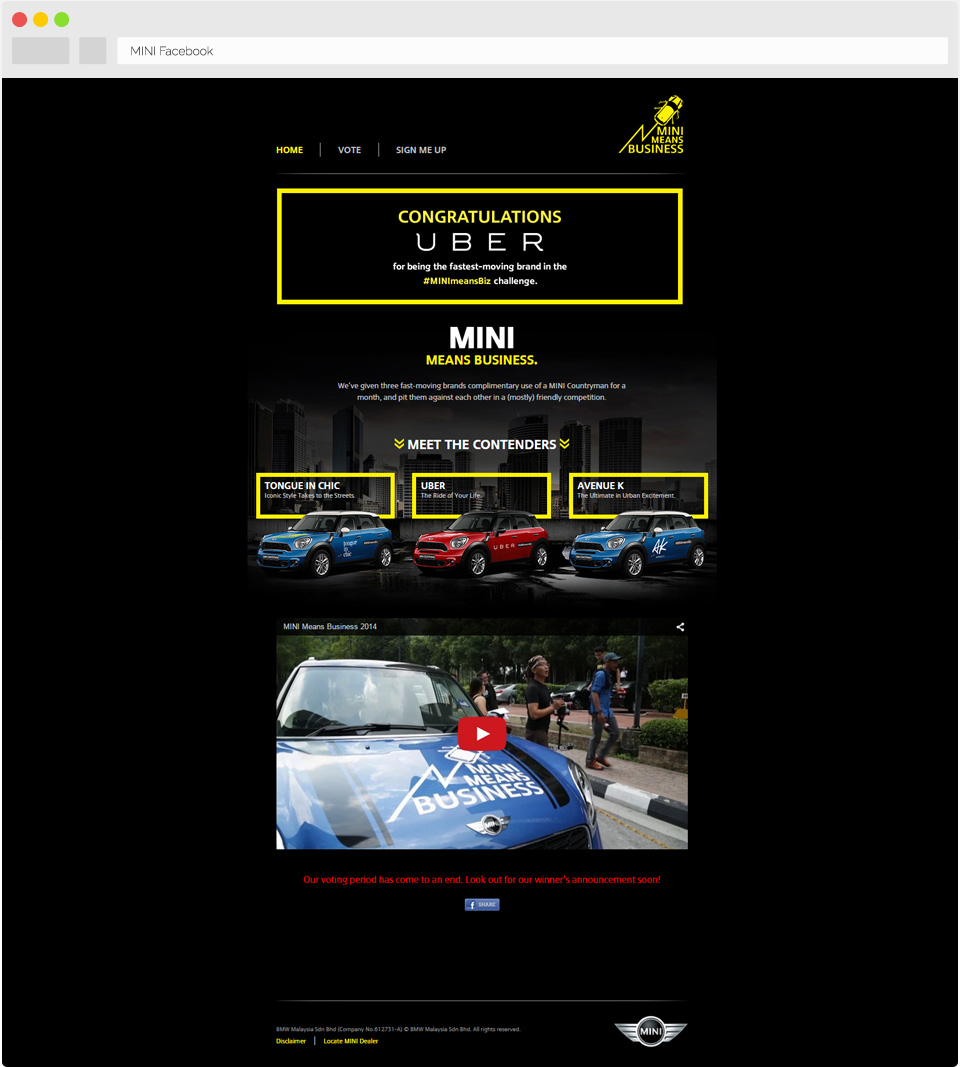 MINI Facebook
HOME
VOTE
SIGN ME UP
MINI
MEANS
BUSINESS
CONGRATULATIONS
UBER
for being the fastest-moving brand in the
#MINImeansBiz challenge.
MINI
MEANS BUSINESS.
We've given three fast-moving brands complimentary use of a MINI Countryman for a
month, and pit them against each other in a (mostly) friendly competition.
MEET THE CONTENDERS
TONGUE IN CHIC
Iconic Style Takes to the Streets.
UBER
The Ride of Your Life.
AVENUE K
The Ultimate in Urban Excitement.
tongue
in
chic
UBER
AK
MINI Means Business 2014
MINI
MEANS
BUSINESS
MINI
Our voting period has come to an end. Look out for our winner's announcement soon!
f SHARE
BMW Malaysia Sdn Bhd (Company No.612731-A) © BMW Malaysia Sdn Bhd. All rights reserved.
Disclaimer
Locate MINI Dealer
MINI